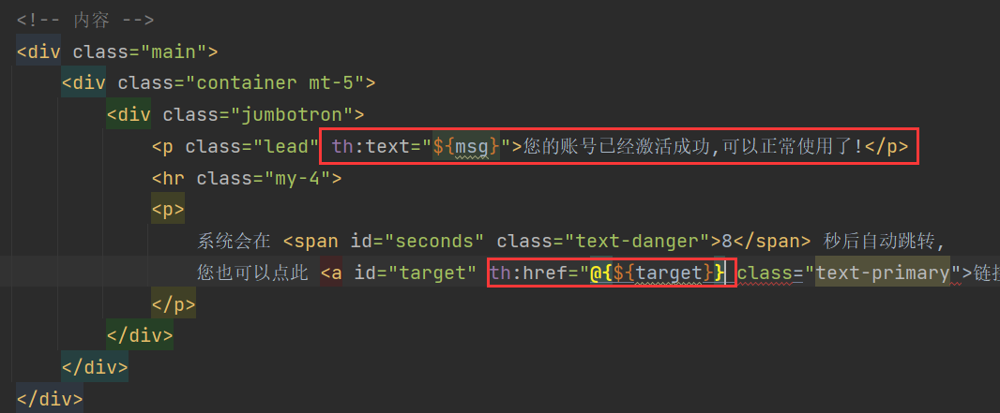 <!-- 内容 -->
<div class="main">
<div class="container mt-5">
<div class="jumbotron">
<p class="lead" th:text="${msg}">您的账号已经激活成功,可以正常使用了!</p>
<hr class="my-4">
<p>
系统会在 <span id="seconds" class="text-danger">8</span> 秒后自动跳转,
您也可以点此 <a id="target" th:href="@{${target}} class="text-primary">链
</p>
</div>
</div>
</div>